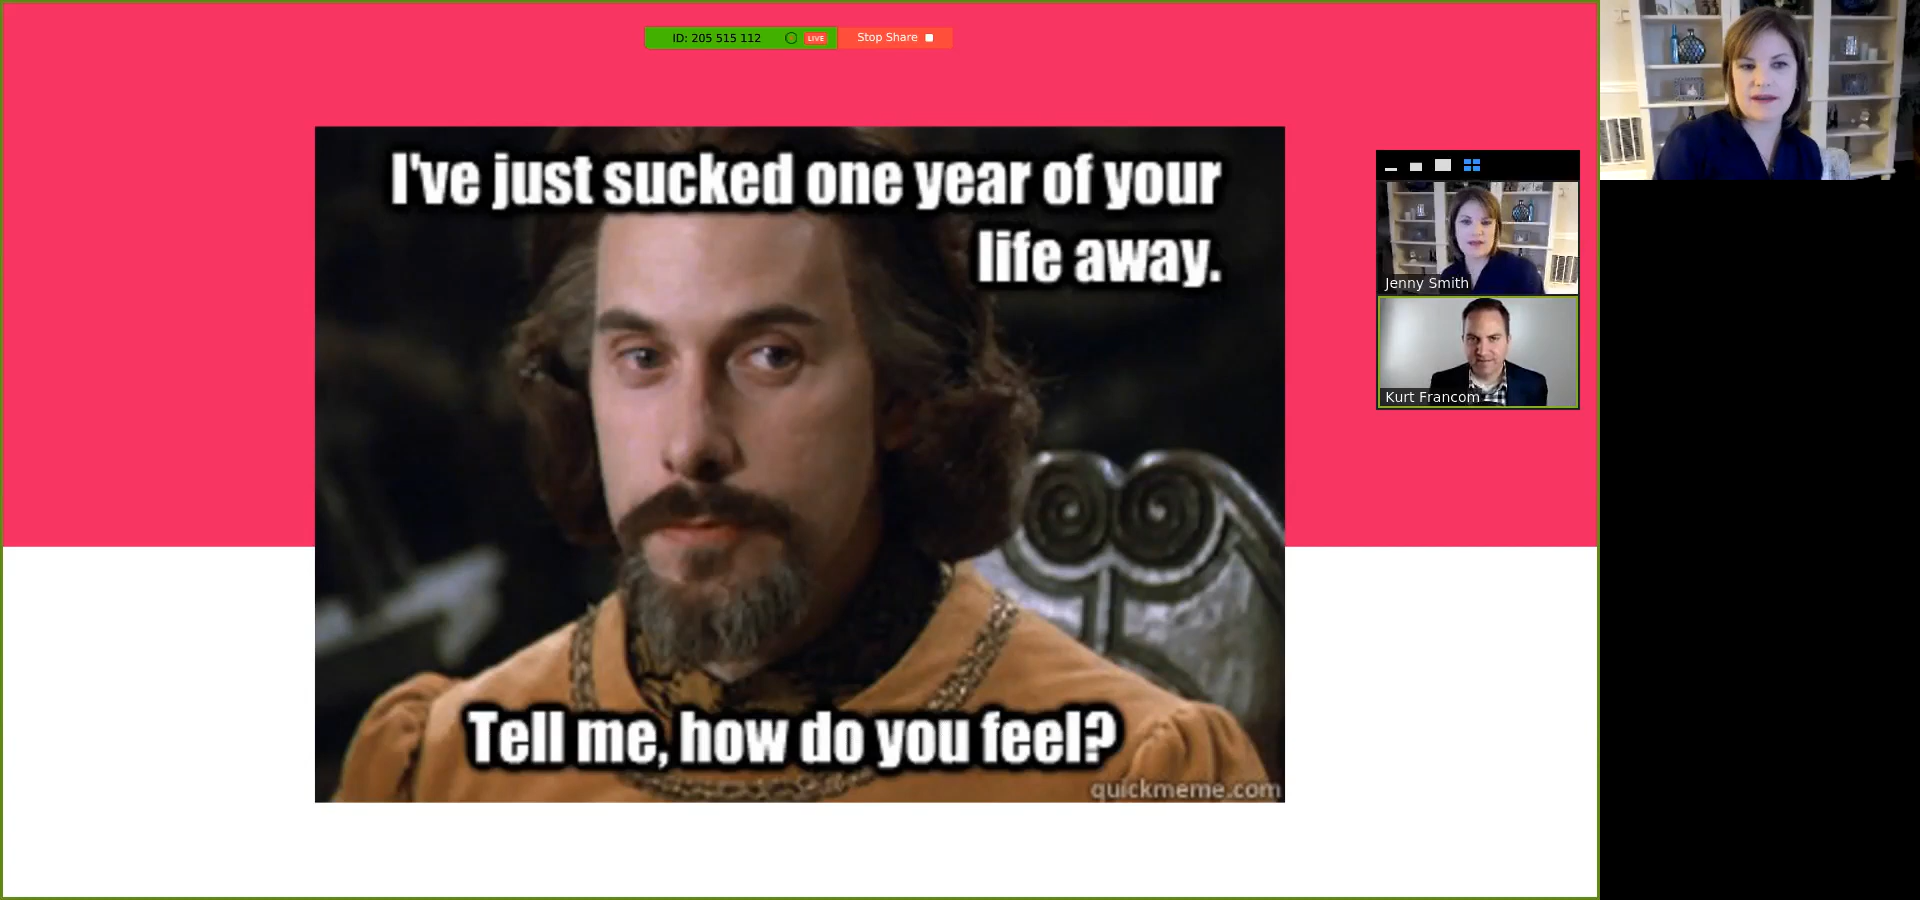 ID: 205 515 112
LIVE
Stop Share
I've just sucked one year of your
life away.
Jenny Smith
Kurt Francom
Tell me, how do you feel?
quickmeme.com